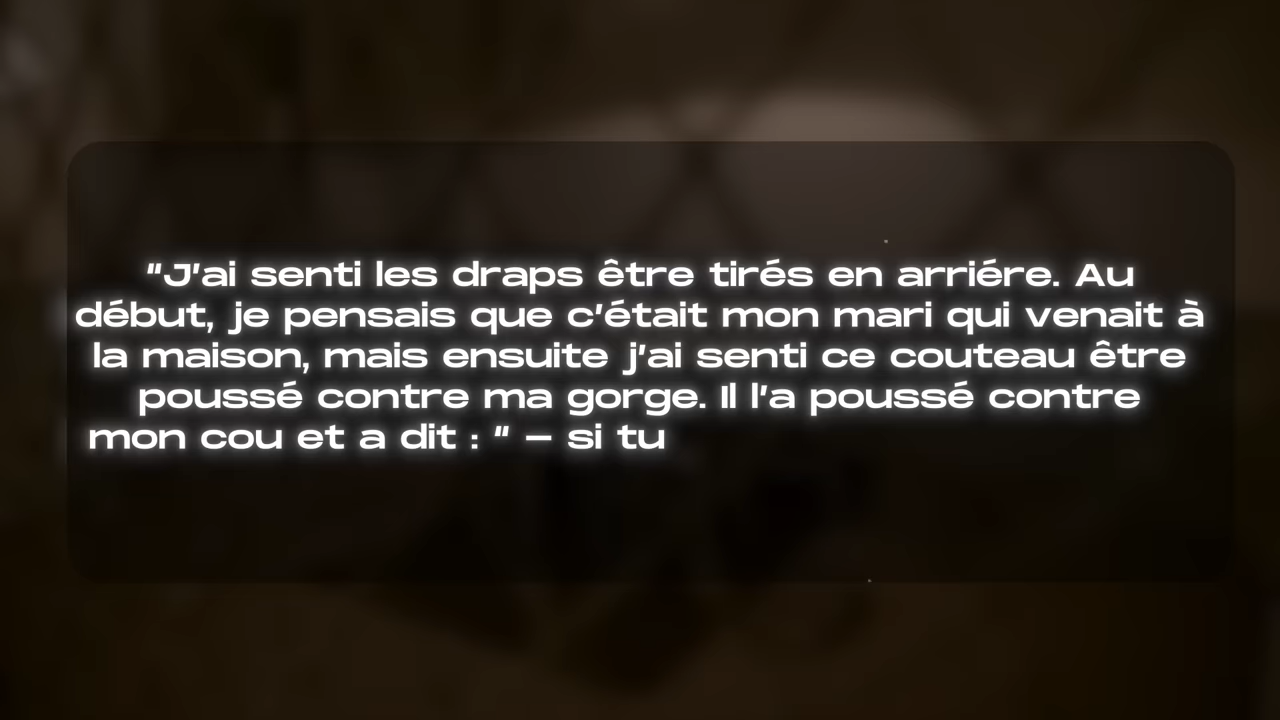 "J'ai senti les draps être tirés en arriére. Au
début, je pensais que c'était mon mari qui venait à
la maison, mais ensuite j'ai senti ce couteau être
poussé contre ma gorge. Il l'a poussé contre
mon cou et a dit : " – si tu